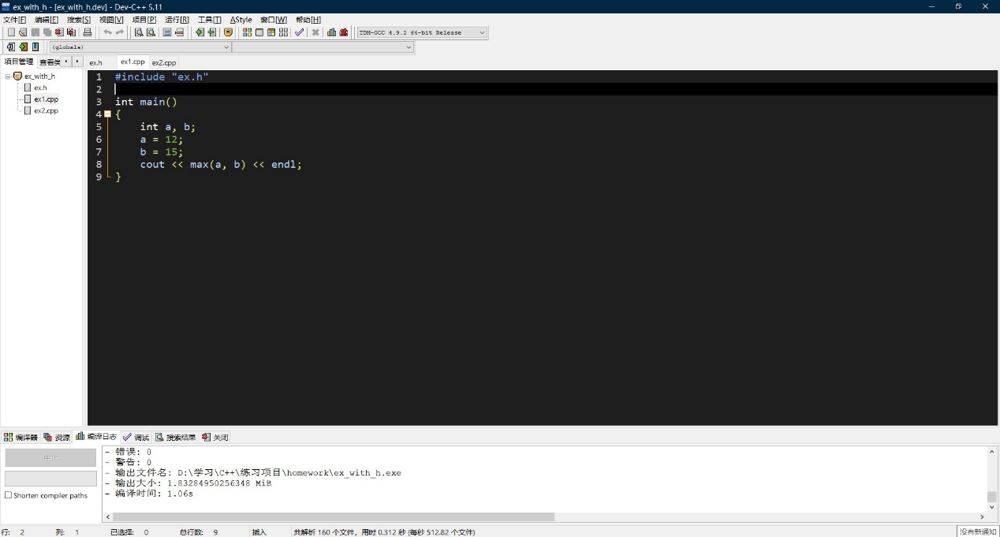 ex_with_h - [ex_with_h.dev] - Dev-C++ 5.11
文件[F] 编辑[E] 搜索[S] 视图[V] 项目[P] 运行[R] 工具[T] AStyle 窗口[W] 帮助[H]
TDM-GCC 4.9.2 64-bit Release
(globals)
项目管理 查看类 ex.h ex1.cpp ex2.cpp
ex_with_h
ex.h
ex1.cpp
ex2.cpp
1 #include "ex.h"
2
3 int main()
4 {
5 int a, b;
6 a = 12;
7 b = 15;
8 cout << max(a, b) << endl;
9 }
编译器 资源 编译日志 调试 搜索结果 关闭
中止
Shorten compiler paths
- 错误: 0
- 警告: 0
- 输出文件名: D:\学习\C++\练习项目\homework\ex_with_h.exe
- 输出大小: 1.83284950256348 MiB
- 编译时间: 1.06s
行: 2 列: 1 已选择: 0 总行数: 9 插入 共解析 160 个文件，用时 0.312 秒 (每秒 512.82 个文件)
没有新通知